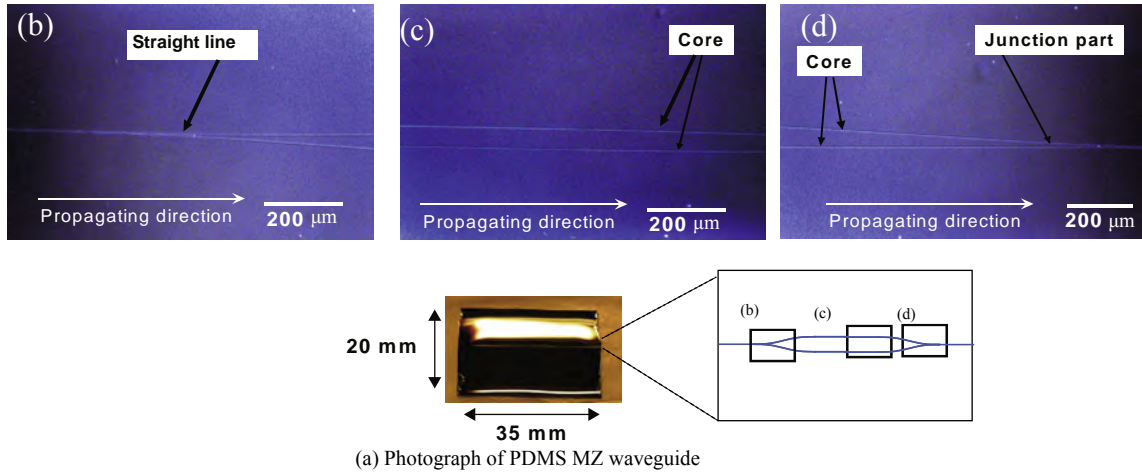 (b)
Straight line
Propagating direction
200 μm
(c)
Core
Propagating direction
200 μm
(d)
Junction part
Core
Propagating direction
200 μm
20 mm
35 mm
(b)
(c)
(d)
(a) Photograph of PDMS MZ waveguide